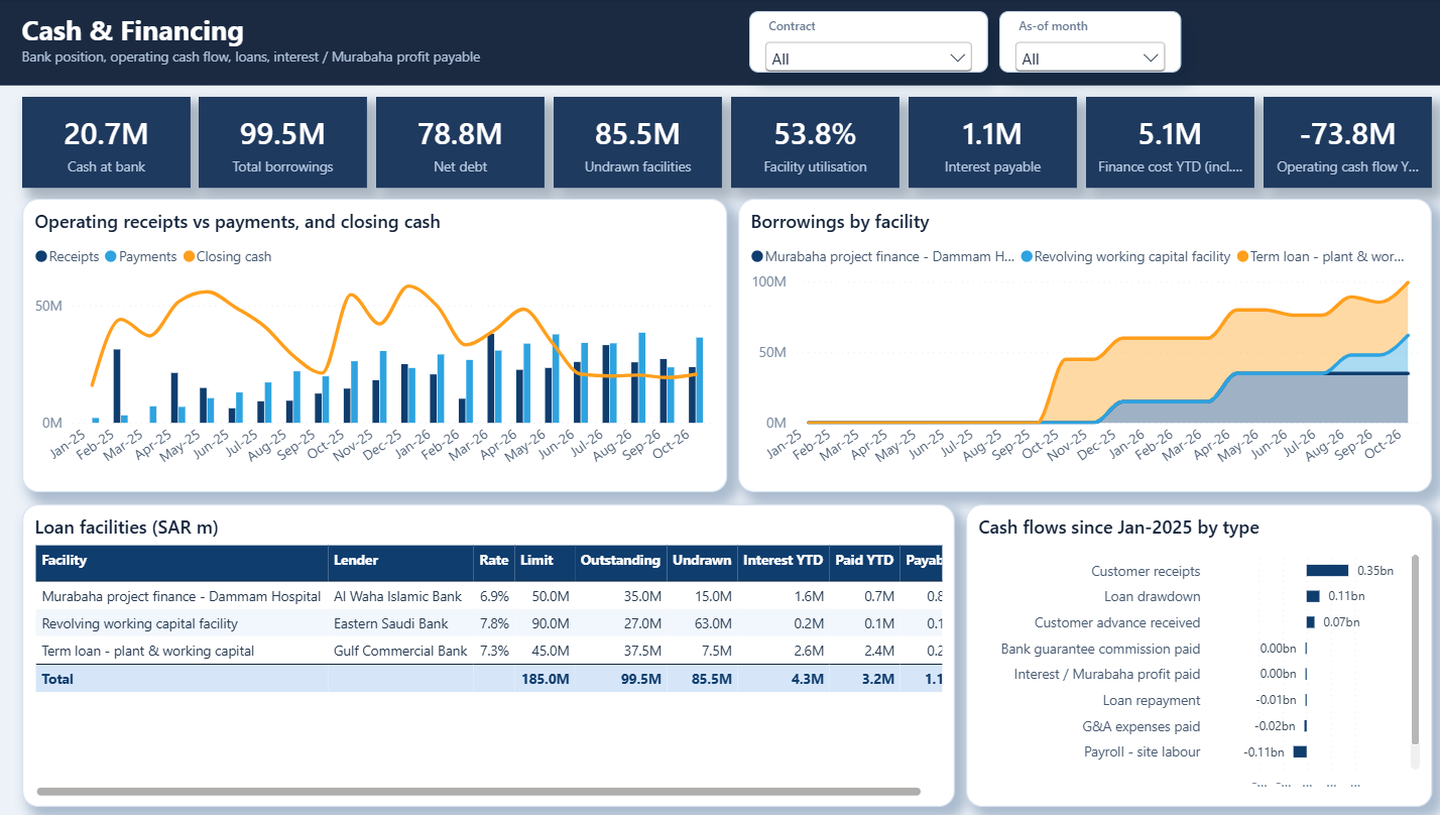 Cash & Financing
Bank position, operating cash flow, loans, interest / Murabaha profit payable
Contract
All
As-of month
All
20.7M
Cash at bank
99.5M
Total borrowings
78.8M
Net debt
85.5M
Undrawn facilities
53.8%
Facility utilisation
1.1M
Interest payable
5.1M
Finance cost YTD (incl....
-73.8M
Operating cash flow Y...
Operating receipts vs payments, and closing cash
Receipts Payments Closing cash
50M
0M
Jan-25 Feb-25 Mar-25 Apr-25 May-25 Jun-25 Jul-25 Aug-25 Sep-25 Oct-25 Nov-25 Dec-25 Jan-26 Feb-26 Mar-26 Apr-26 May-26 Jun-26 Jul-26 Aug-26 Sep-26 Oct-26
Borrowings by facility
Murabaha project finance - Dammam H... Revolving working capital facility Term loan - plant & wor...
100M
50M
0M
Jan-25 Feb-25 Mar-25 Apr-25 May-25 Jun-25 Jul-25 Aug-25 Sep-25 Oct-25 Nov-25 Dec-25 Jan-26 Feb-26 Mar-26 Apr-26 May-26 Jun-26 Jul-26 Aug-26 Sep-26 Oct-26
Loan facilities (SAR m)
Facility Lender Rate Limit Outstanding Undrawn Interest YTD Paid YTD Payab
Murabaha project finance - Dammam Hospital Al Waha Islamic Bank 6.9% 50.0M 35.0M 15.0M 1.6M 0.7M 0.8
Revolving working capital facility Eastern Saudi Bank 7.8% 90.0M 27.0M 63.0M 0.2M 0.1M 0.1
Term loan - plant & working capital Gulf Commercial Bank 7.3% 45.0M 37.5M 7.5M 2.6M 2.4M 0.2
Total 185.0M 99.5M 85.5M 4.3M 3.2M 1.1
Cash flows since Jan-2025 by type
Customer receipts 0.35bn
Loan drawdown 0.11bn
Customer advance received 0.07bn
Bank guarantee commission paid 0.00bn
Interest / Murabaha profit paid 0.00bn
Loan repayment -0.01bn
G&A expenses paid -0.02bn
Payroll - site labour -0.11bn